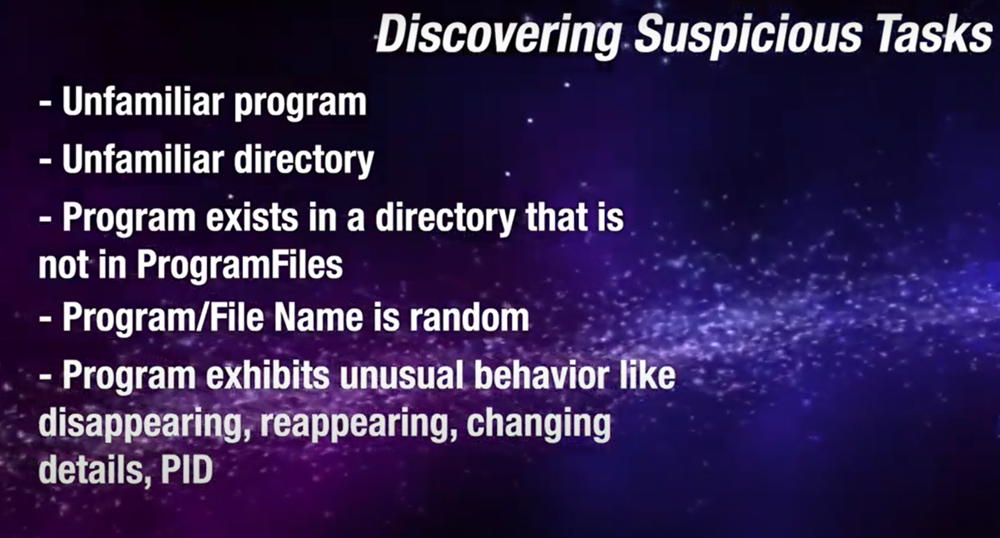 Discovering Suspicious Tasks
- Unfamiliar program
- Unfamiliar directory
- Program exists in a directory that is
not in ProgramFiles
- Program/File Name is random
- Program exhibits unusual behavior like
disappearing, reappearing, changing
details, PID